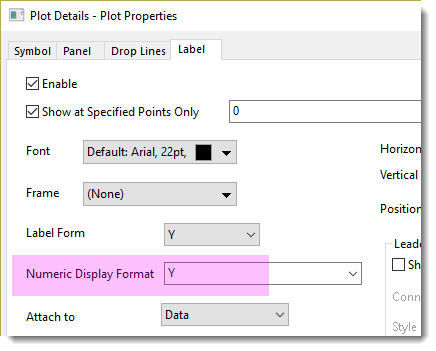 Plot Details - Plot Properties
Symbol Panel Drop Lines Label
Enable
Show at Specified Points Only 0
Font Default: Arial, 22pt, Horizon
Vertical
Frame (None)
Position
Label Form Y
Leade
Numeric Display Format Y
Sh
Conn
Attach to Data
Style